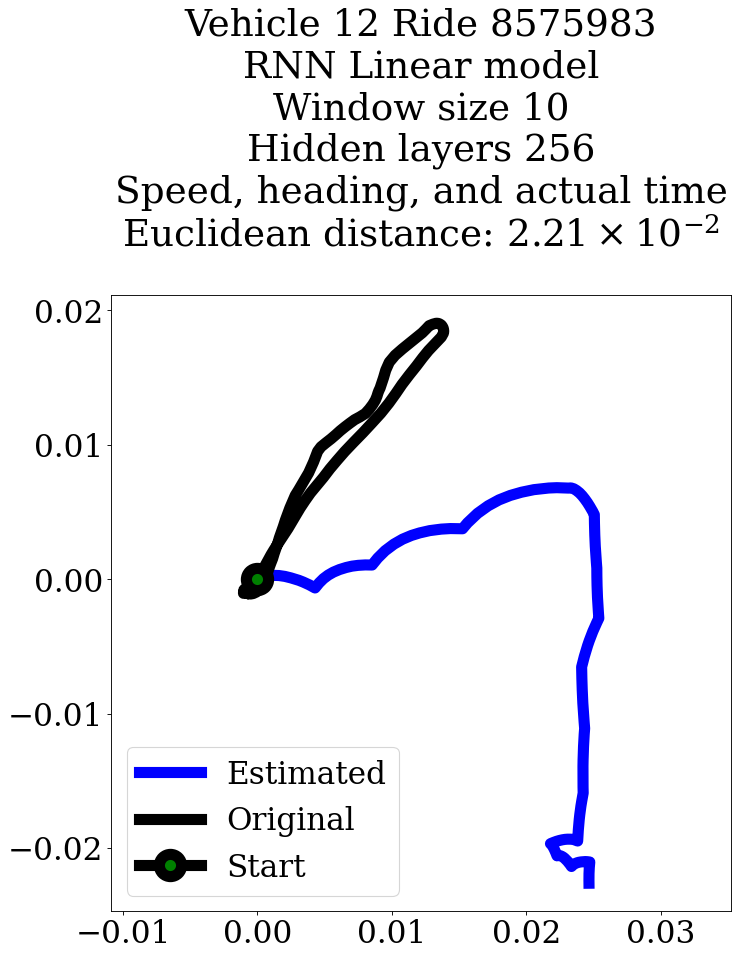 Vehicle 12 Ride 8575983
RNN Linear model
Window size 10
Hidden layers 256
Speed, heading, and actual time
Euclidean distance: 2.21 × 10⁻²
0.02
0.01
0.00
−0.01
−0.02
Estimated
Original
Start
−0.01 0.00 0.01 0.02 0.03